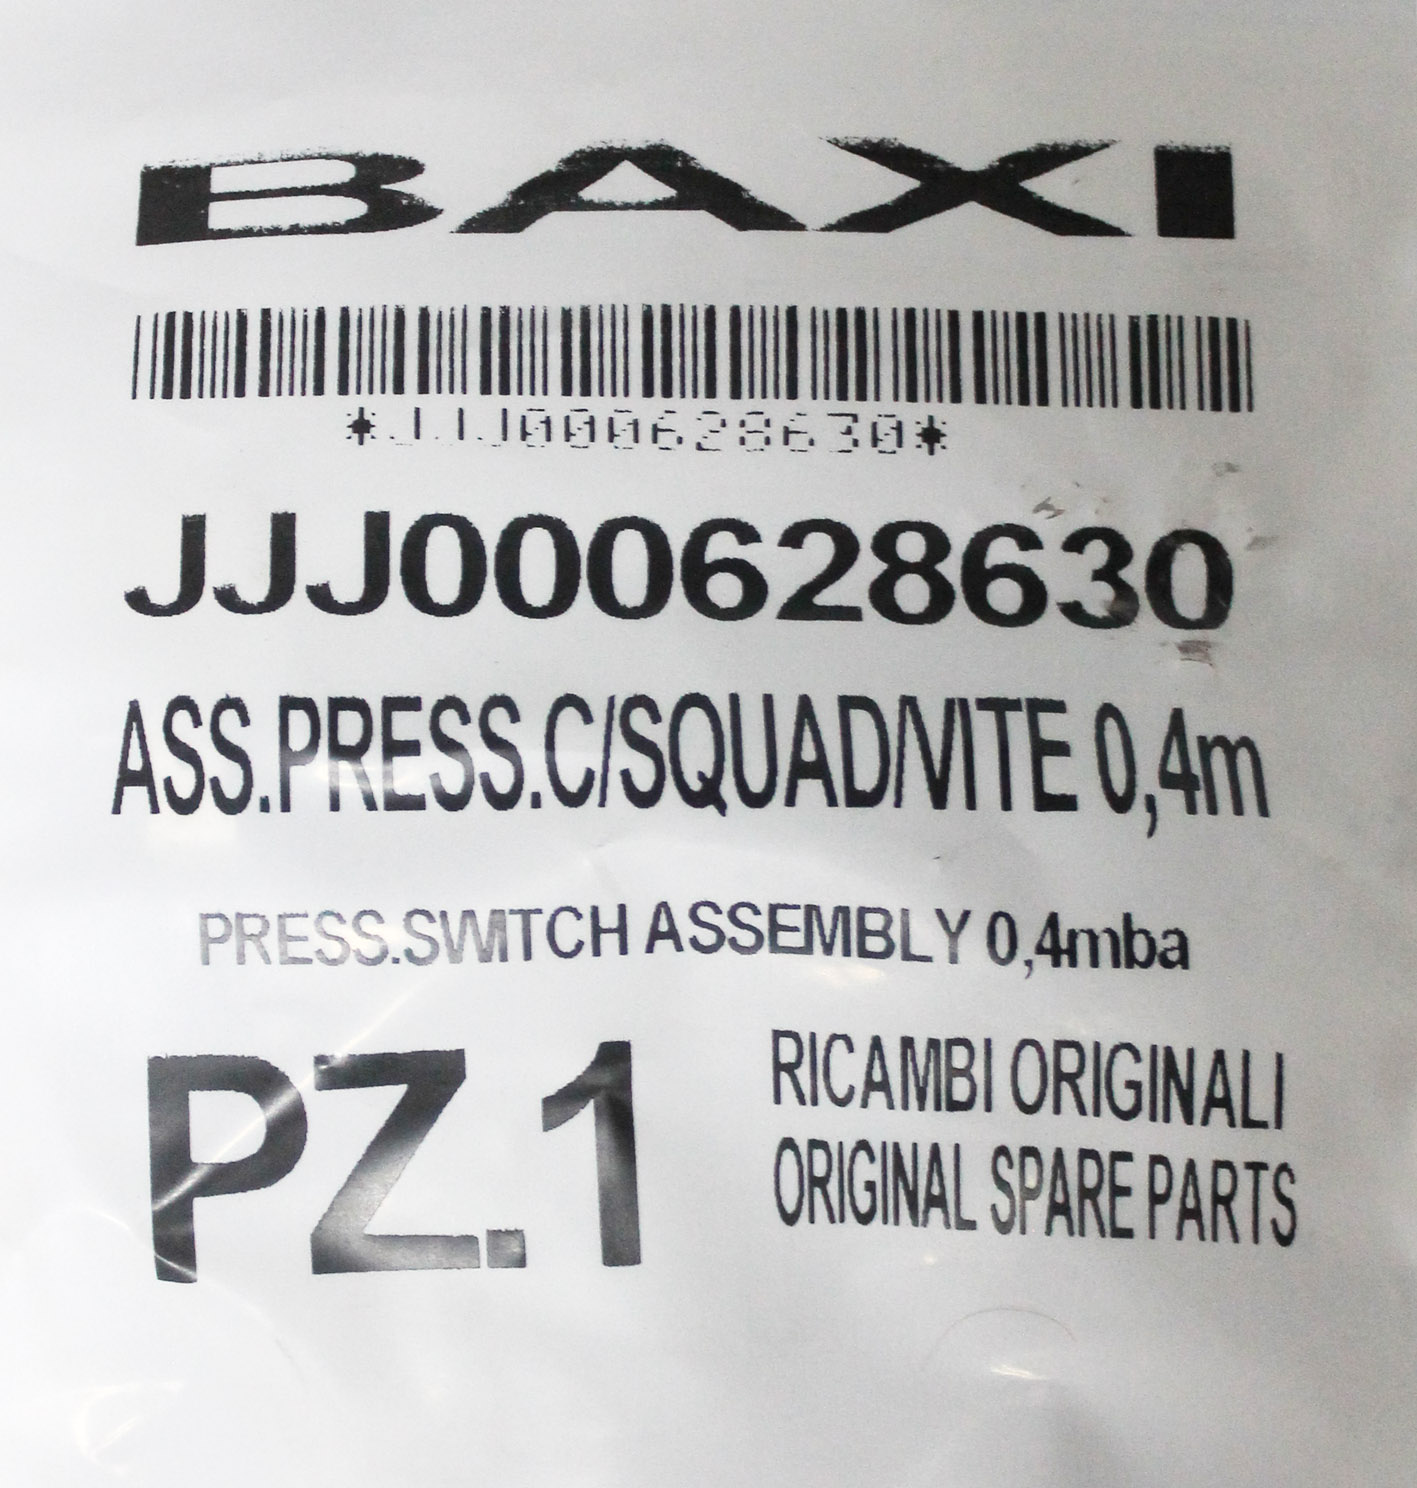 BAXI
*JJJ000628630*
JJJ000628630
ASS.PRESS.C/SQUAD/VITE 0,4m
PRESS.SWITCH ASSEMBLY 0,4mba
PZ.1
RICAMBI ORIGINALI
ORIGINAL SPARE PARTS